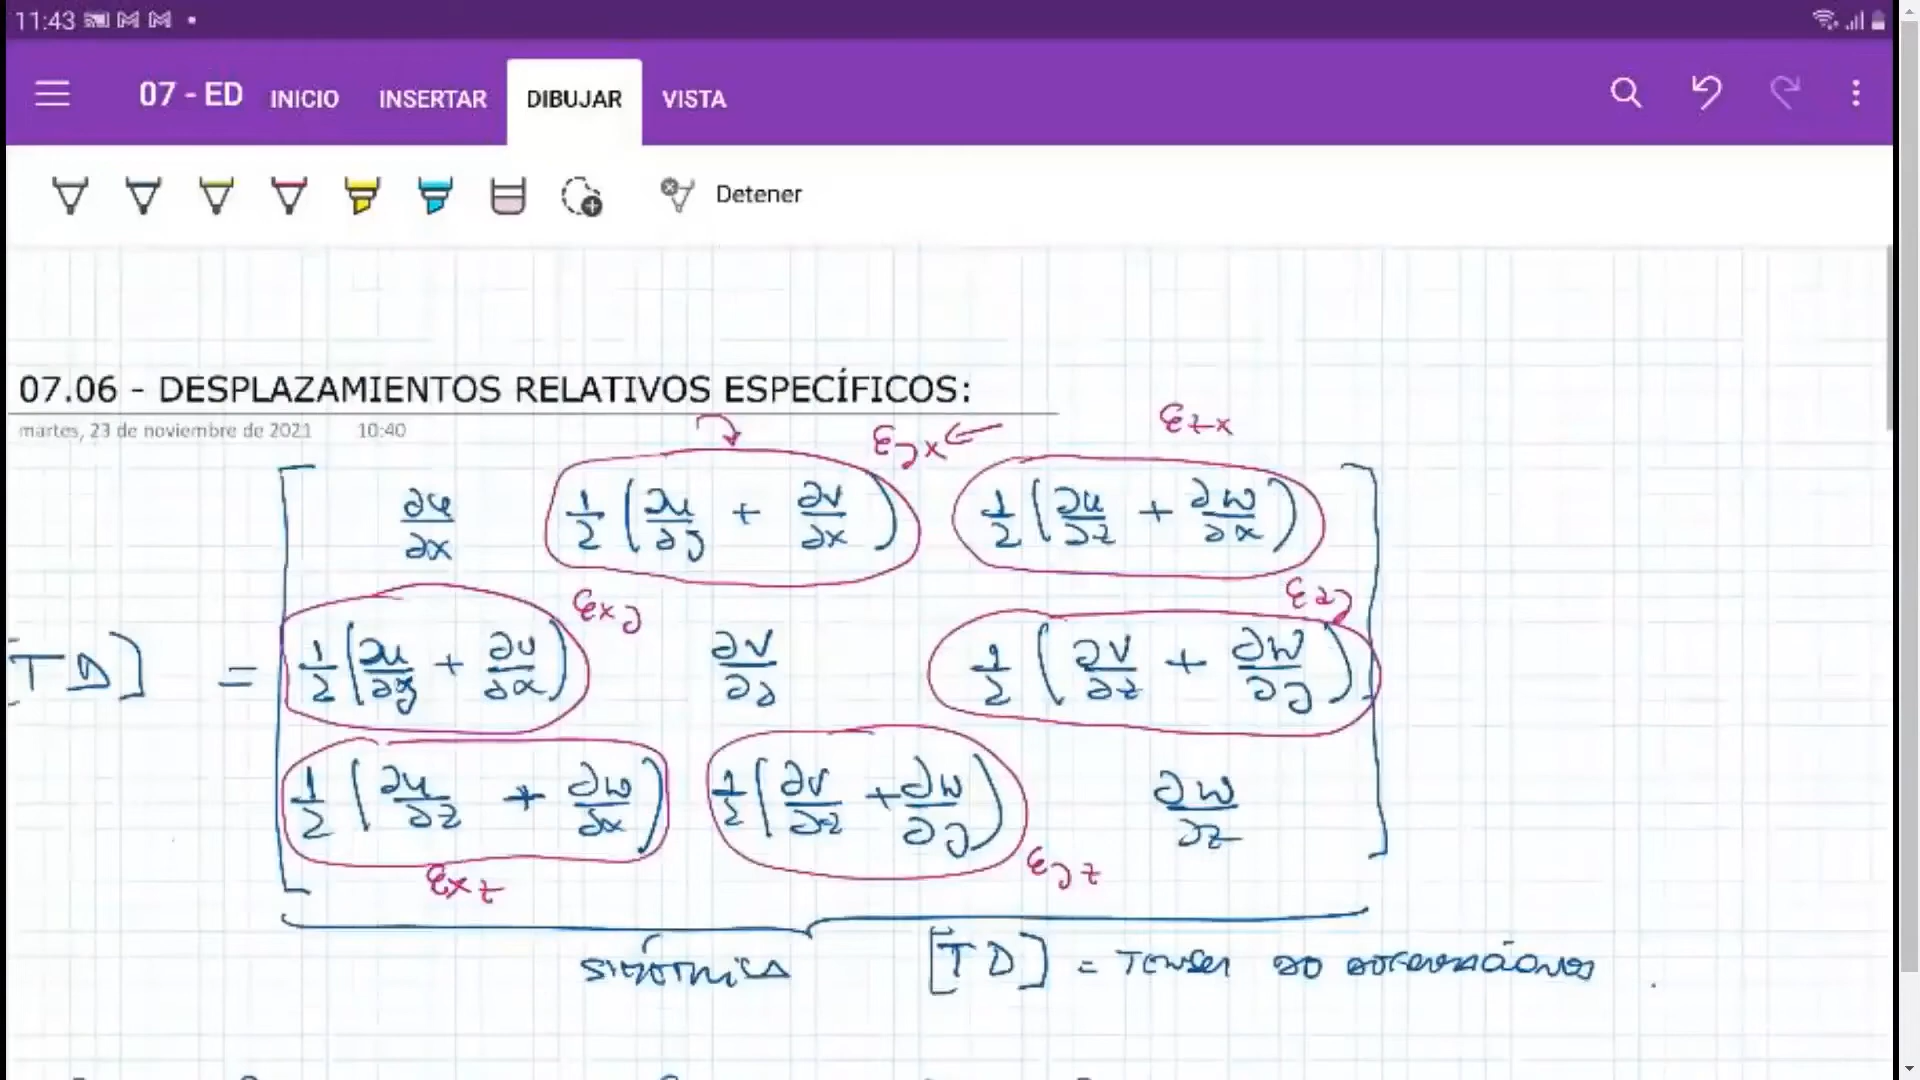 11:43
07 - ED INICIO INSERTAR DIBUJAR VISTA
Detener
07.06 - DESPLAZAMIENTOS RELATIVOS ESPECÍFICOS:
martes, 23 de noviembre de 2021 10:40
εyx ← εzx
∂u/∂x 1/2 (∂u/∂y + ∂v/∂x) 1/2 (∂u/∂z + ∂w/∂x)
εxy εzy
[TD] = 1/2 (∂u/∂y + ∂v/∂x) ∂v/∂y 1/2 (∂v/∂z + ∂w/∂y)
1/2 (∂u/∂z + ∂w/∂x) 1/2 (∂v/∂z + ∂w/∂y) ∂w/∂z
εxz εyz
SIMÉTRICA [TD] = TENSOR DE DEFORMACIONES.